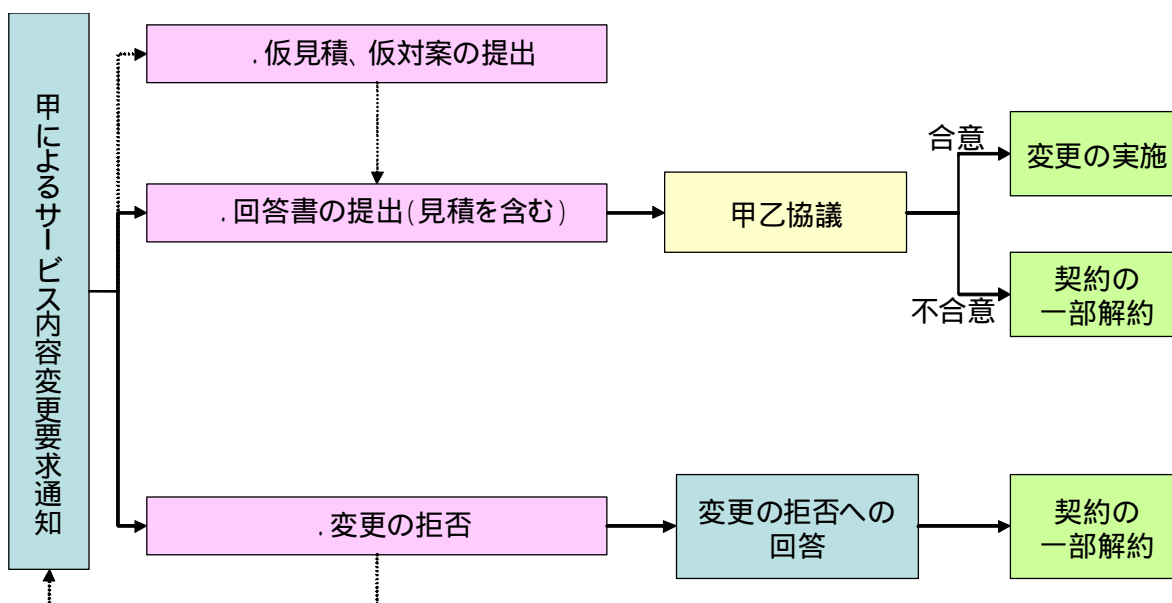 甲によるサービス内容変更要求通知
.仮見積、仮対案の提出
.回答書の提出(見積を含む)
甲乙協議
合意
変更の実施
不合意
契約の
一部解約
.変更の拒否
変更の拒否への
回答
契約の
一部解約